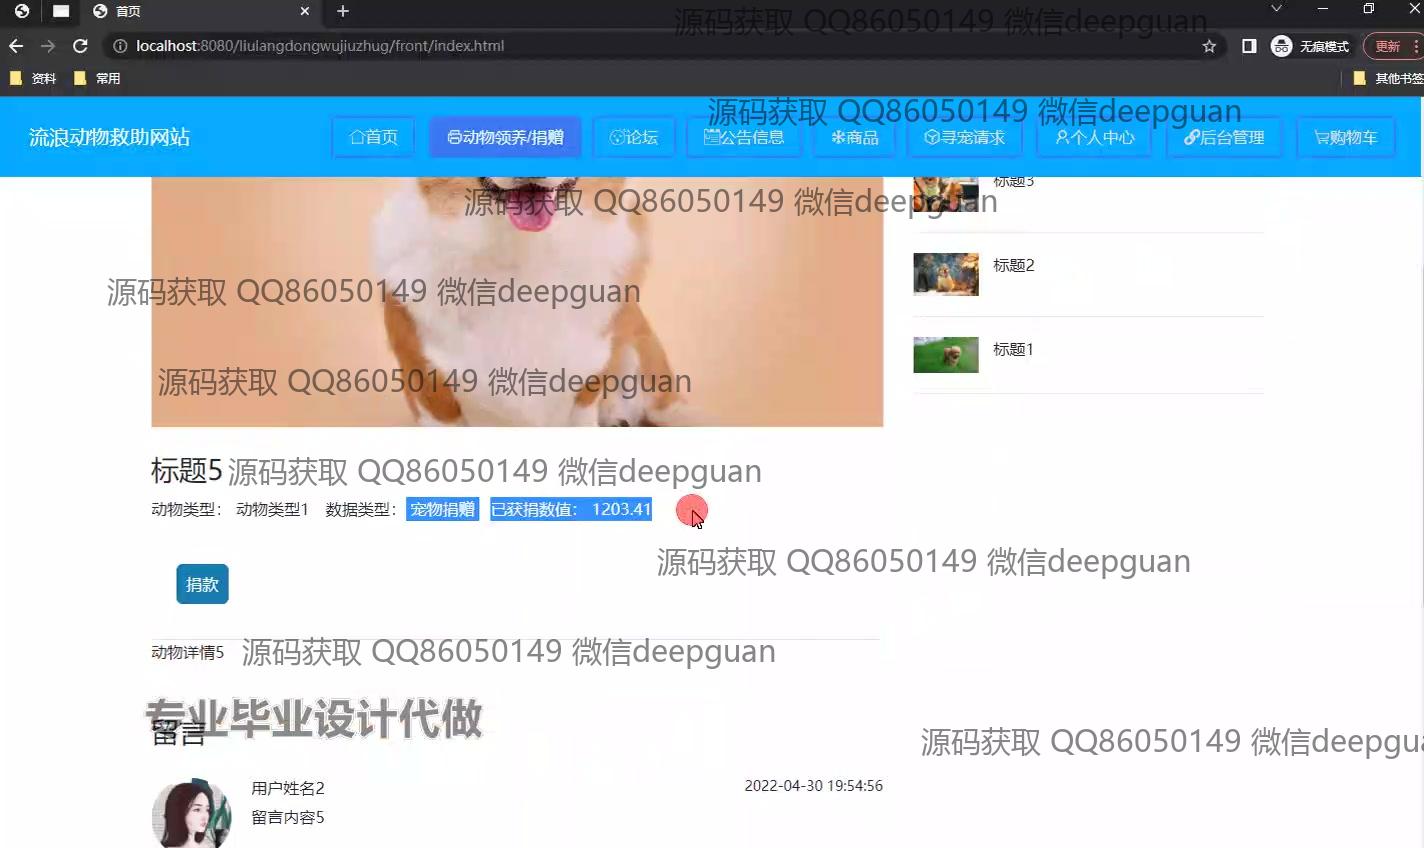 首页
源码获取 QQ86050149 微信deepguan
localhost:8080/liulangdongwujiuzhug/front/index.html
无痕模式
更新
资料
常用
其他书签
源码获取 QQ86050149 微信deepguan
流浪动物救助网站
首页
动物领养/捐赠
论坛
公告信息
商品
寻宠请求
个人中心
后台管理
购物车
标题3
源码获取 QQ86050149 微信deepguan
标题2
源码获取 QQ86050149 微信deepguan
标题1
源码获取 QQ86050149 微信deepguan
标题5
源码获取 QQ86050149 微信deepguan
动物类型： 动物类型1 数据类型： 宠物捐赠 已获捐数值： 1203.41
源码获取 QQ86050149 微信deepguan
捐款
动物详情5
源码获取 QQ86050149 微信deepguan
专业毕业设计代做
留言
源码获取 QQ86050149 微信deepgua
用户姓名2
2022-04-30 19:54:56
留言内容5